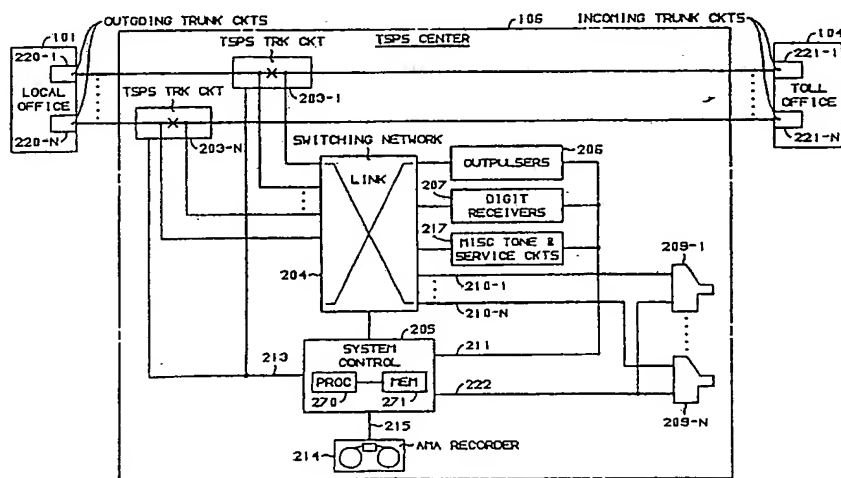 OUTGOING TRUNK CKTS
106
INCOMING TRUNK CKTS
101
TSPS CENTER
104
220-1
TSPS TRK CKT
221-1
LOCAL OFFICE
TSPS TRK CKT
203-1
TOLL OFFICE
220-N
203-N
221-N
SWITCHING NETWORK
LINK
OUTPULSERS
206
207
DIGIT RECEIVERS
217
MISC TONE & SERVICE CKTS
204
209-1
210-1
210-N
205
SYSTEM CONTROL
211
213
PROC
MEM
222
270
271
209-N
215
214
AMA RECORDER